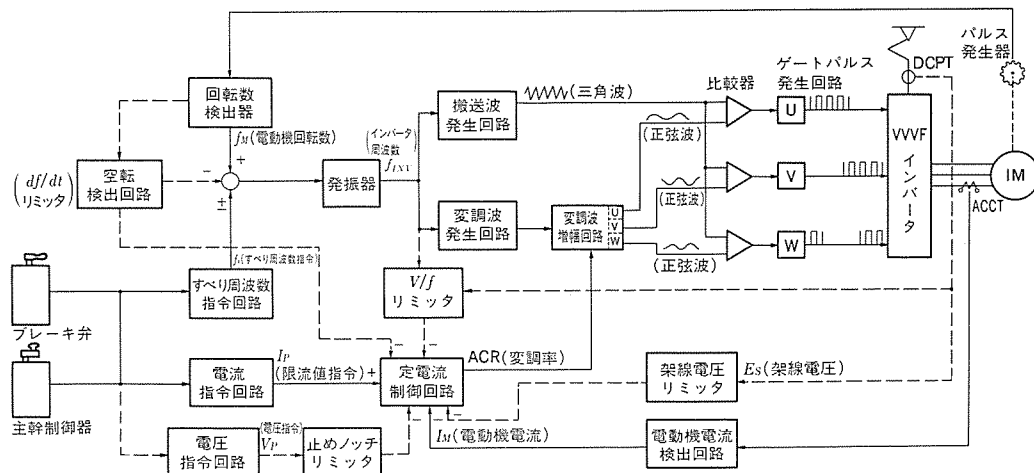 パルス
発生器
DCPT
ゲートパルス
発生回路
比較器
回転数
検出器
搬送波
発生回路
(三角波)
U
VVVF
インバータ
fM(電動機回転数)
(インバータ
周波数)
fINV
(正弦波)
+
(df/dt
リミッタ)
空転
検出回路
−
±
発振器
V
IM
(正弦波)
ACCT
変調波
発生回路
変調波
増幅回路
U
V
W
W
(正弦波)
fs(すべり周波数指令)
すべり周波数
指令回路
V/f
リミッタ
ブレーキ弁
−
−
ACR(変調率)
電流
指令回路
IP
(限流値指令)
+
定電流
制御回路
架線電圧
リミッタ
ES(架線電圧)
主幹制御器
−
−
電圧
指令回路
(電圧指令)
VP
止めノッチ
リミッタ
IM(電動機電流)
電動機電流
検出回路